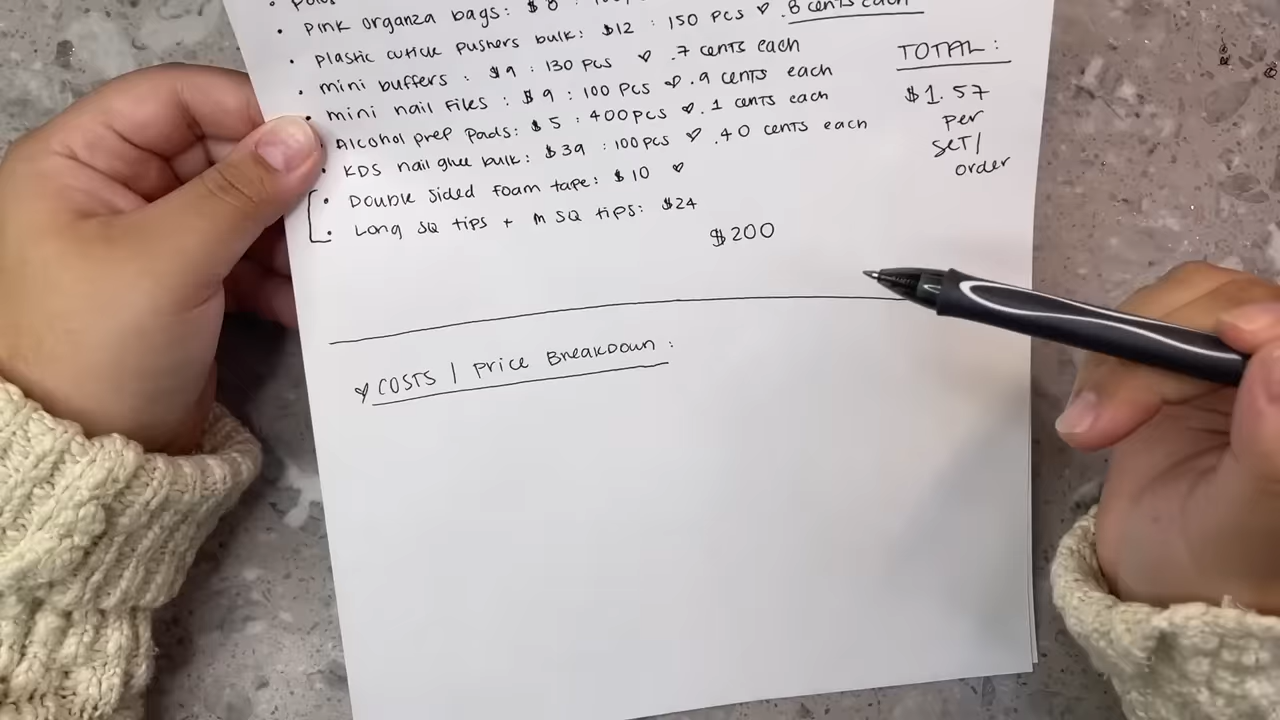 Pink organza bags: $8 :
plastic cuticle pushers bulk: $12 : 150 pcs ♡ .8 cents each
mini buffers : $9 : 130 pcs ♡ .7 cents each
mini nail files : $9 : 100 pcs ♡ .9 cents each
Alcohol prep pads: $5 : 400 pcs ♡ .1 cents each
KDS nail glue bulk: $39 : 100 pcs ♡ .40 cents each
Double sided foam tape: $10 ♡
Long SQ tips + m SQ tips: $24
$200
TOTAL:
$1.57
per
set/
order
♡ COSTS | Price Breakdown :